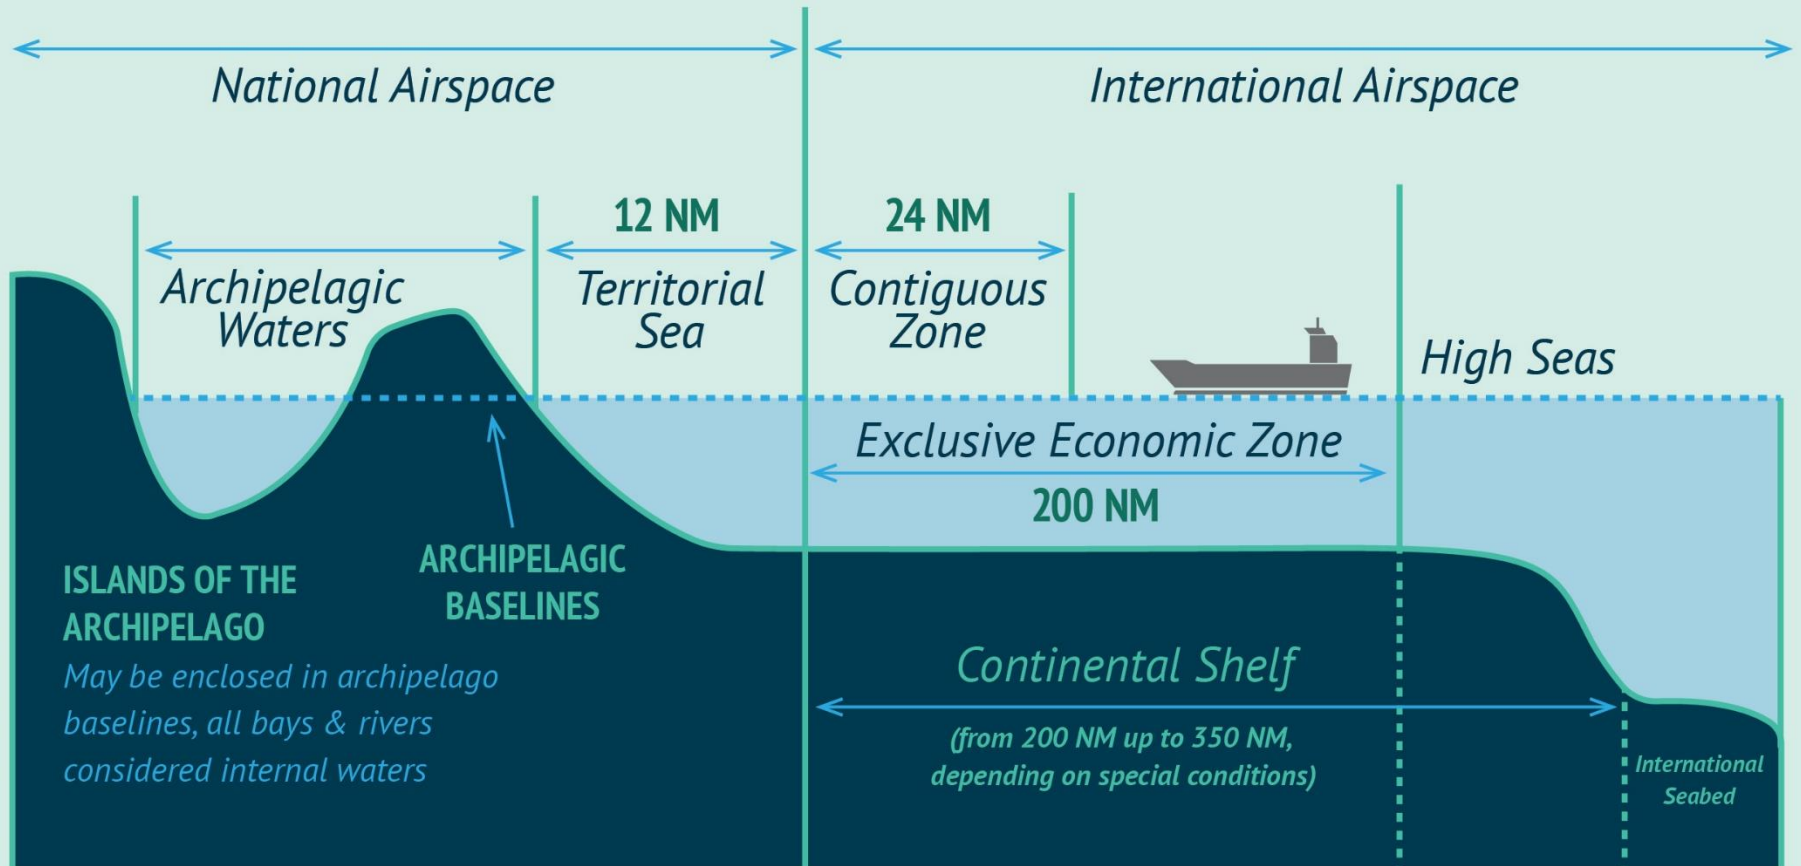 National Airspace
International Airspace
12 NM
24 NM
Archipelagic
Waters
Territorial
Sea
Contiguous
Zone
High Seas
Exclusive Economic Zone
200 NM
ARCHIPELAGIC
BASELINES
ISLANDS OF THE
ARCHIPELAGO
May be enclosed in archipelago
baselines, all bays & rivers
considered internal waters
Continental Shelf
(from 200 NM up to 350 NM,
depending on special conditions)
International
Seabed